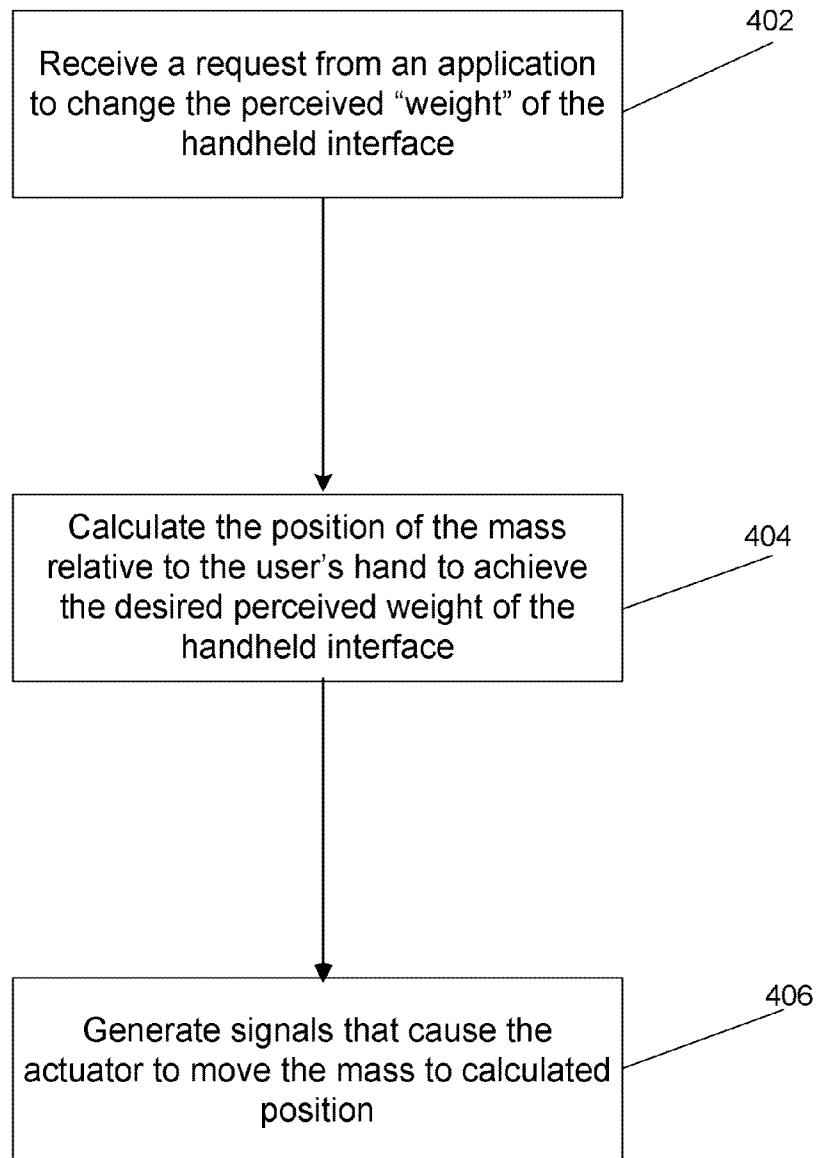 402
Receive a request from an application
to change the perceived “weight” of the
handheld interface
404
Calculate the position of the mass
relative to the user’s hand to achieve
the desired perceived weight of the
handheld interface
406
Generate signals that cause the
actuator to move the mass to calculated
position